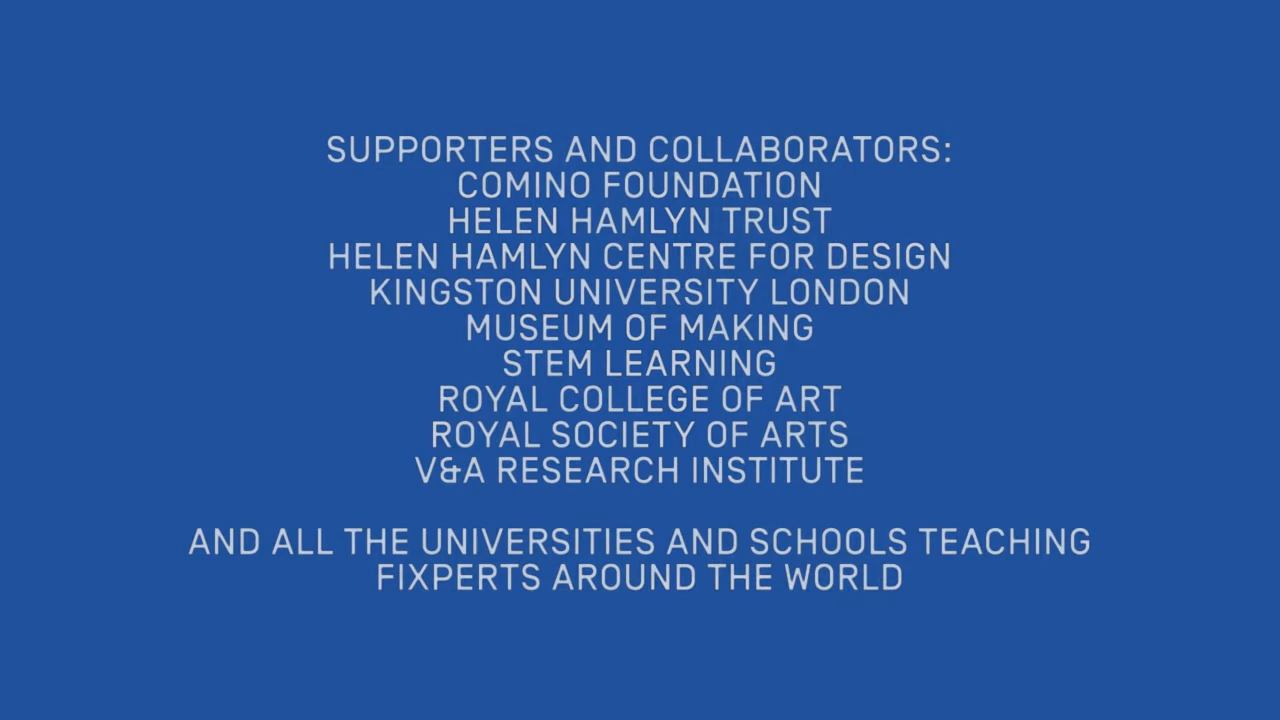 SUPPORTERS AND COLLABORATORS:
COMINO FOUNDATION
HELEN HAMLYN TRUST
HELEN HAMLYN CENTRE FOR DESIGN
KINGSTON UNIVERSITY LONDON
MUSEUM OF MAKING
STEM LEARNING
ROYAL COLLEGE OF ART
ROYAL SOCIETY OF ARTS
V&A RESEARCH INSTITUTE
AND ALL THE UNIVERSITIES AND SCHOOLS TEACHING
FIXPERTS AROUND THE WORLD